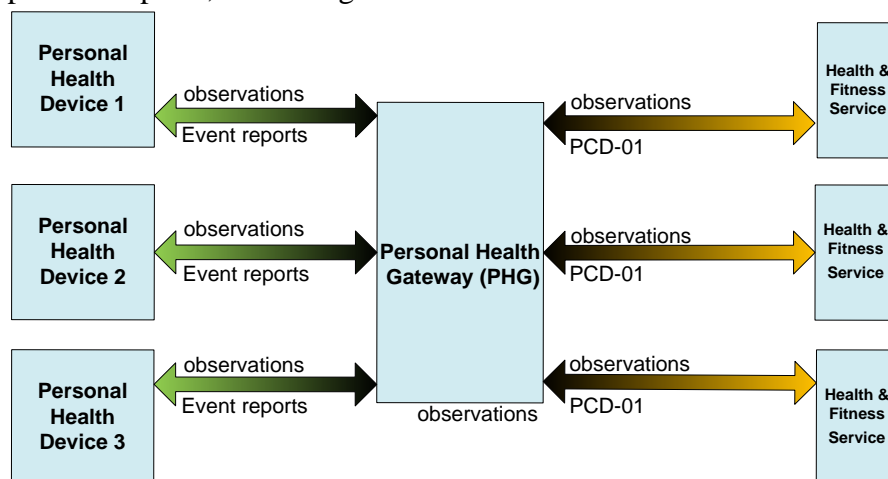 Personal
Health
Device 1
observations
Event reports
observations
PCD-01
Health &
Fitness
Service
Personal
Health
Device 2
observations
Event reports
Personal Health
Gateway (PHG)
observations
PCD-01
Health &
Fitness
Service
Personal
Health
Device 3
observations
Event reports
observations
observations
PCD-01
Health &
Fitness
Service